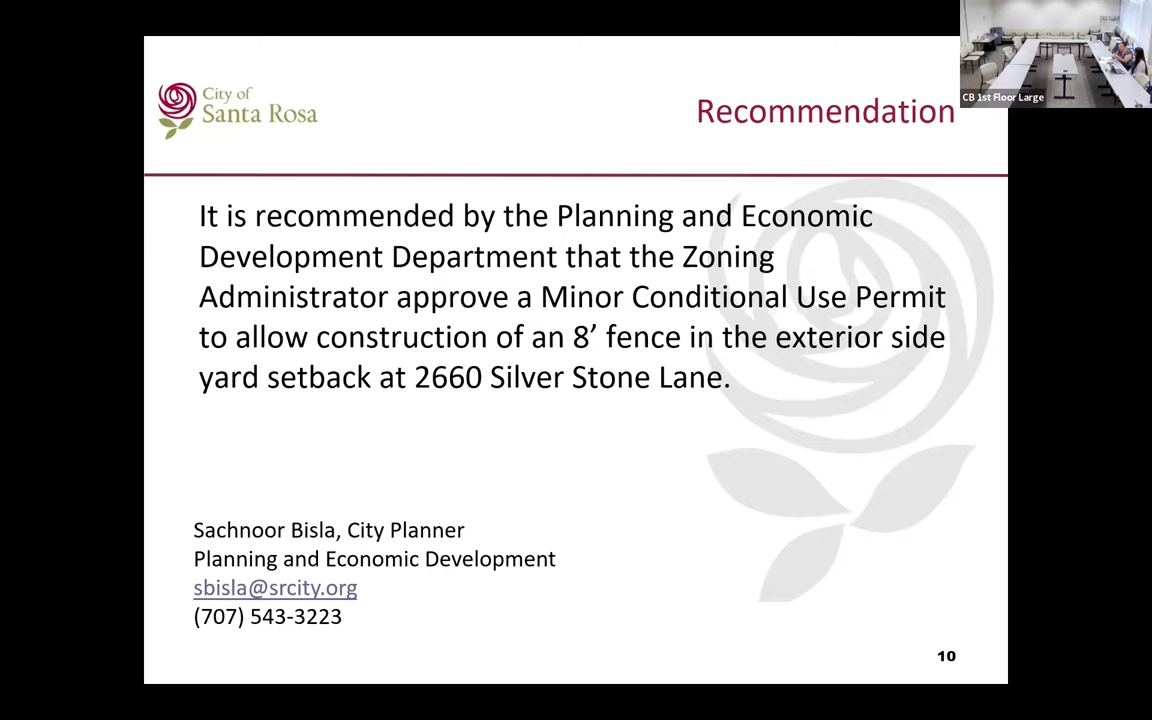 CB 1st Floor Large
City of
Santa Rosa
Recommendation
It is recommended by the Planning and Economic
Development Department that the Zoning
Administrator approve a Minor Conditional Use Permit
to allow construction of an 8’ fence in the exterior side
yard setback at 2660 Silver Stone Lane.
Sachnoor Bisla, City Planner
Planning and Economic Development
sbisla@srcity.org
(707) 543-3223
10